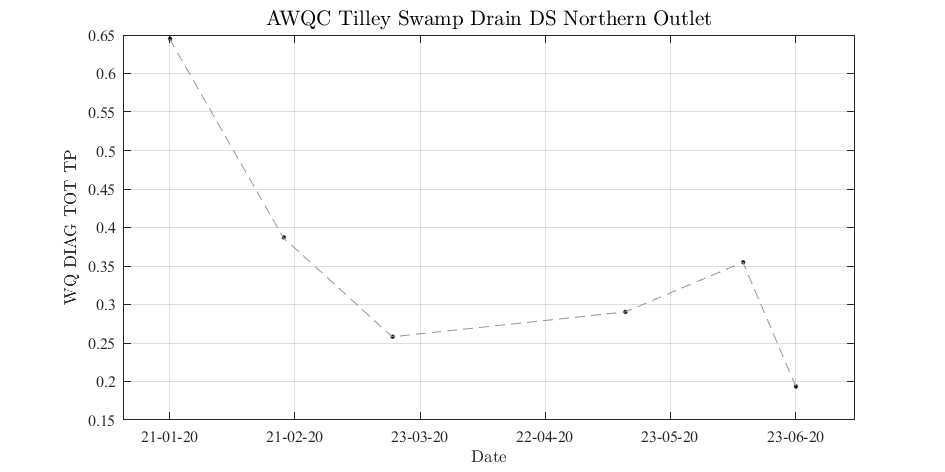 AWQC Tilley Swamp Drain DS Northern Outlet
WQ DIAG TOT TP
0.65
0.6
0.55
0.5
0.45
0.4
0.35
0.3
0.25
0.2
0.15
21-01-20 21-02-20 23-03-20 22-04-20 23-05-20 23-06-20
Date